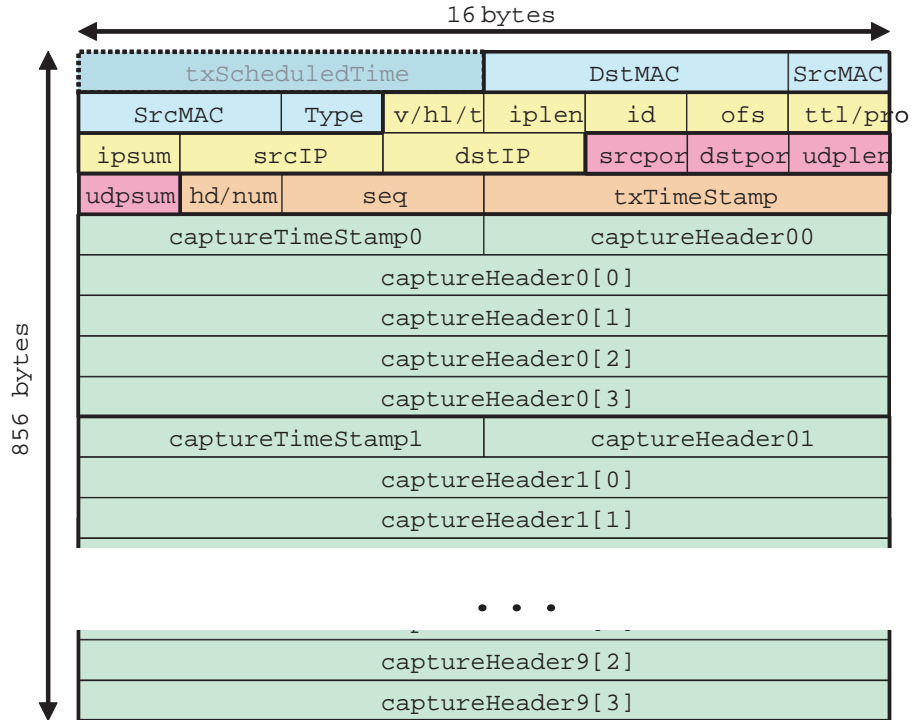 16 bytes
txScheduledTime DstMAC SrcMAC
SrcMAC Type v/hl/t iplen id ofs ttl/pro
ipsum srcIP dstIP srcpor dstpor udplen
udpsum hd/num seq txTimeStamp
captureTimeStamp0 captureHeader00
captureHeader0[0]
captureHeader0[1]
captureHeader0[2]
captureHeader0[3]
captureTimeStamp1 captureHeader01
captureHeader1[0]
captureHeader1[1]
. . .
captureHeader9[2]
captureHeader9[3]
856 bytes